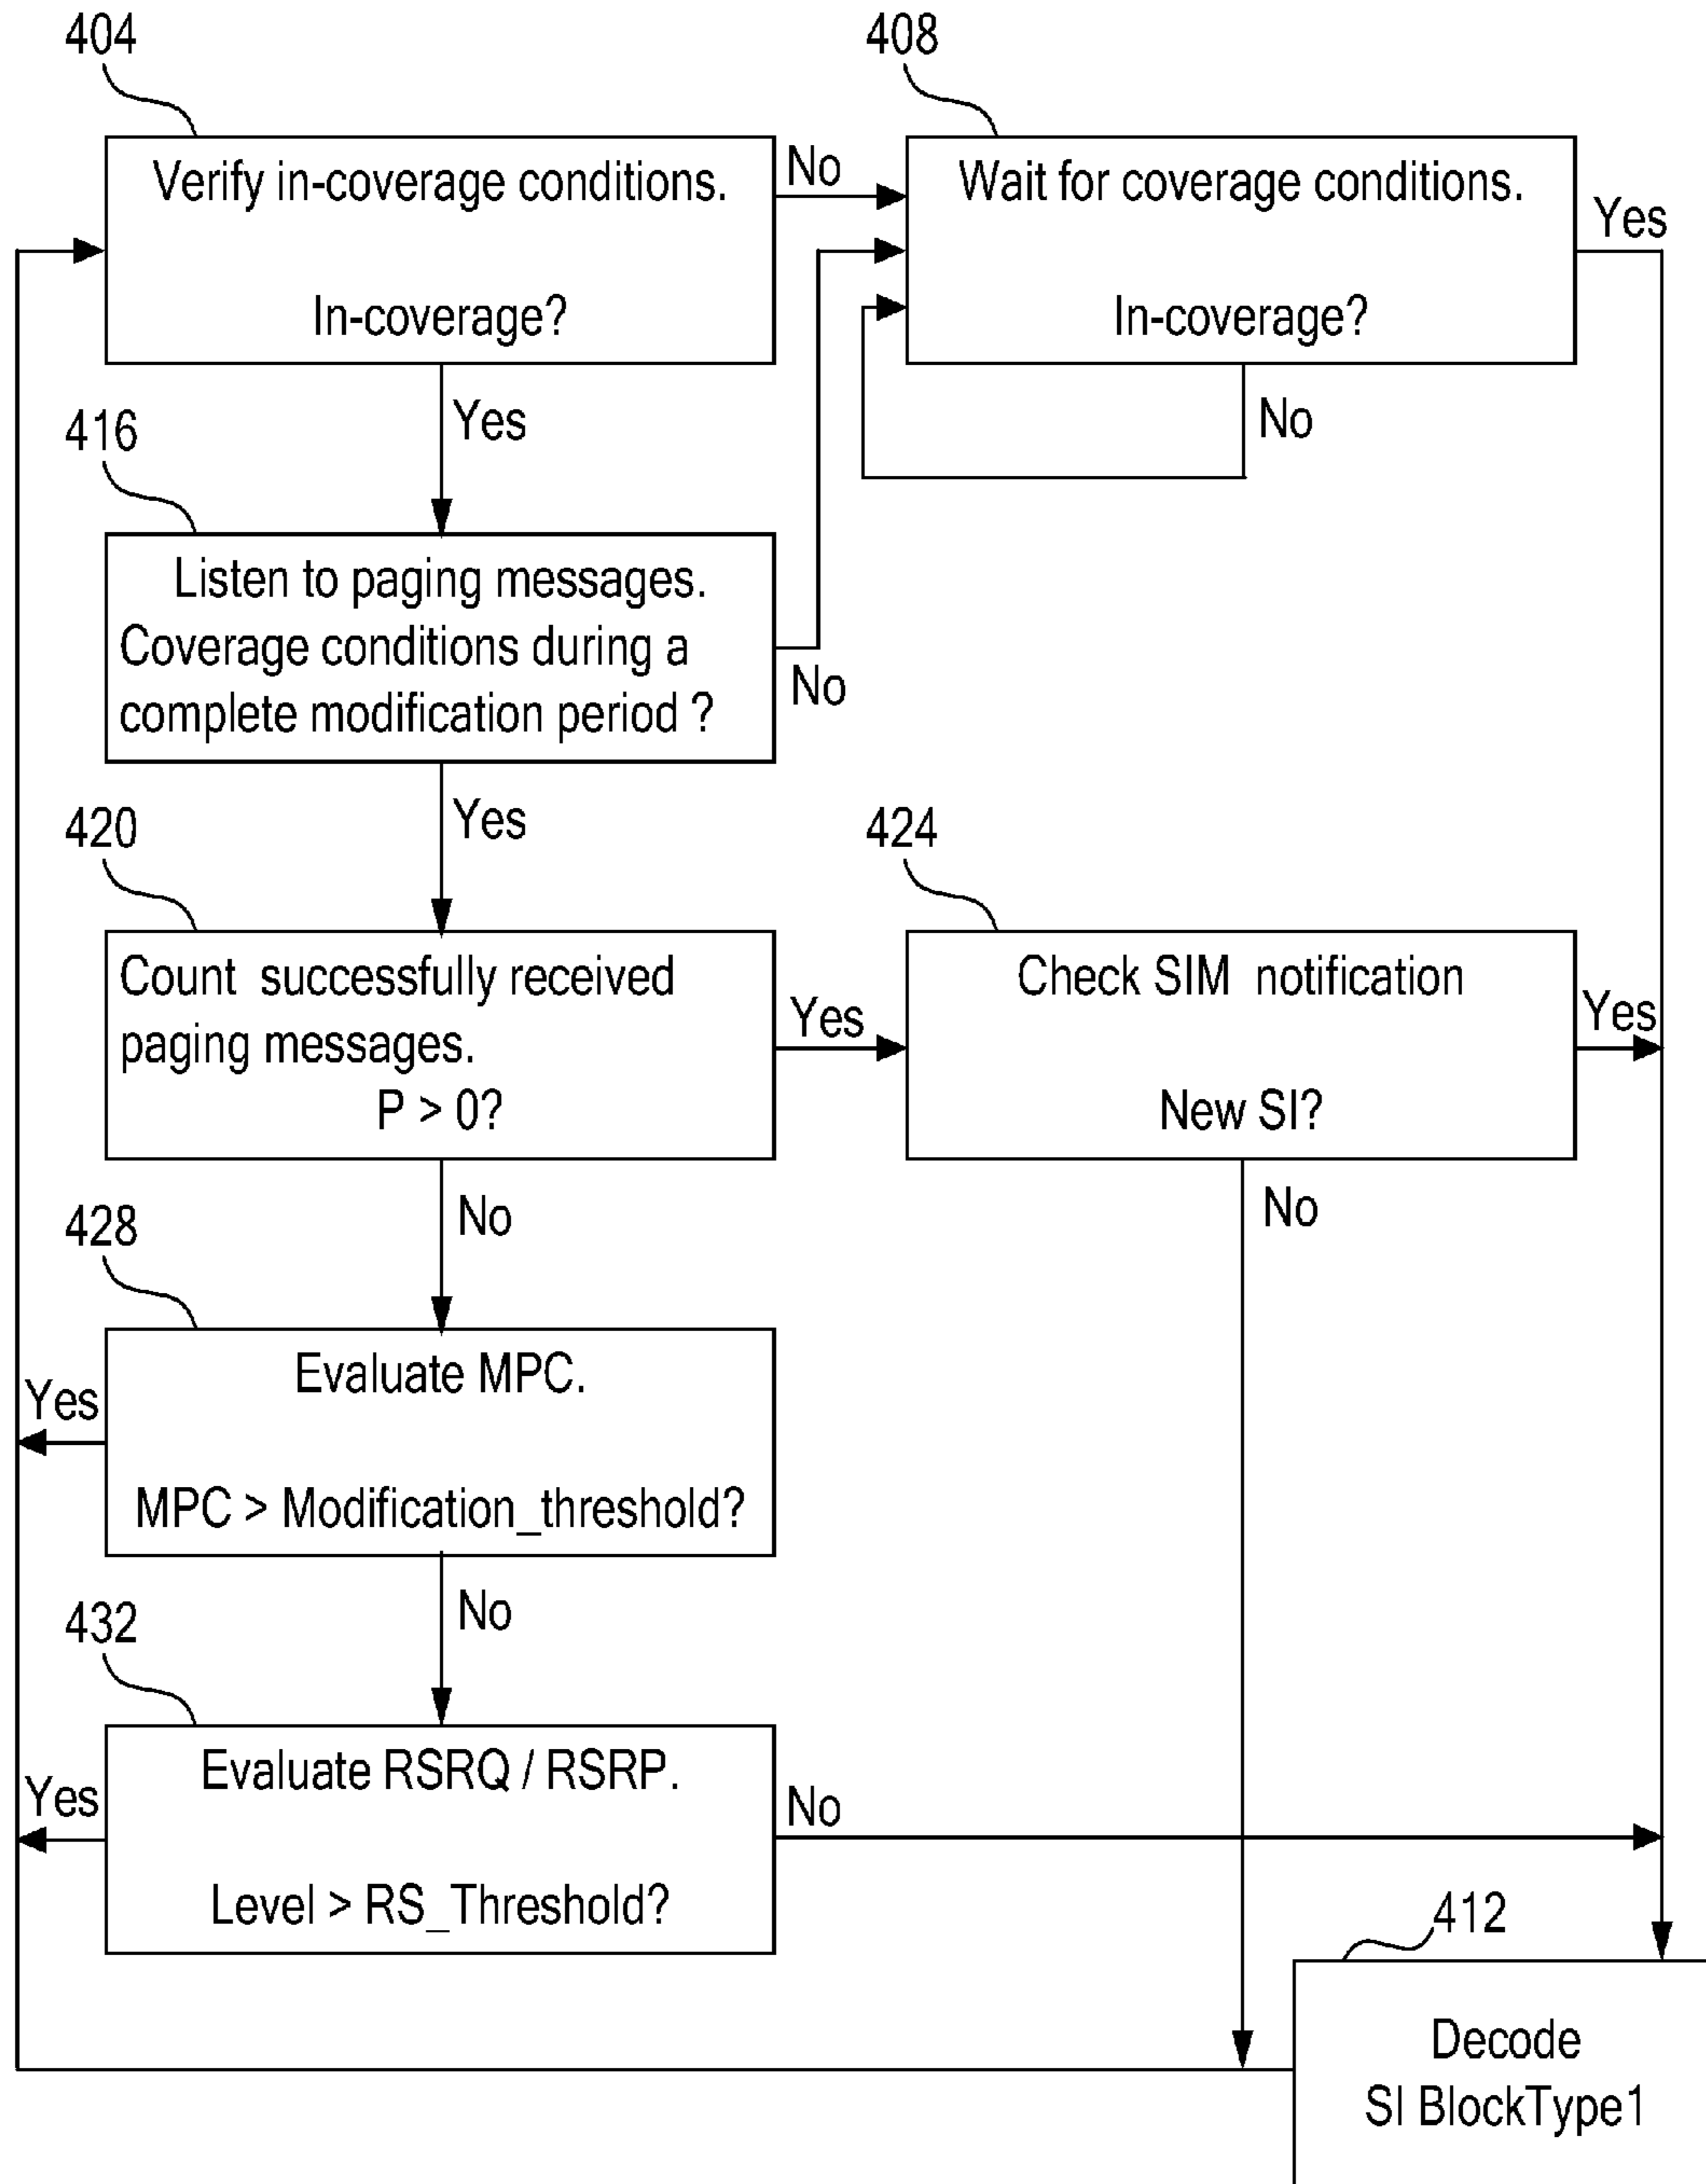 404
408
Verify in-coverage conditions.
In-coverage?
No
Wait for coverage conditions.
In-coverage?
Yes
Yes
No
416
Listen to paging messages.
Coverage conditions during a
complete modification period ?
No
Yes
420
424
Count successfully received
paging messages.
P > 0?
Yes
Check SIM notification
New SI?
Yes
No
No
428
Evaluate MPC.
MPC > Modification_threshold?
Yes
No
432
Evaluate RSRQ / RSRP.
Level > RS_Threshold?
Yes
No
412
Decode
SI BlockType1